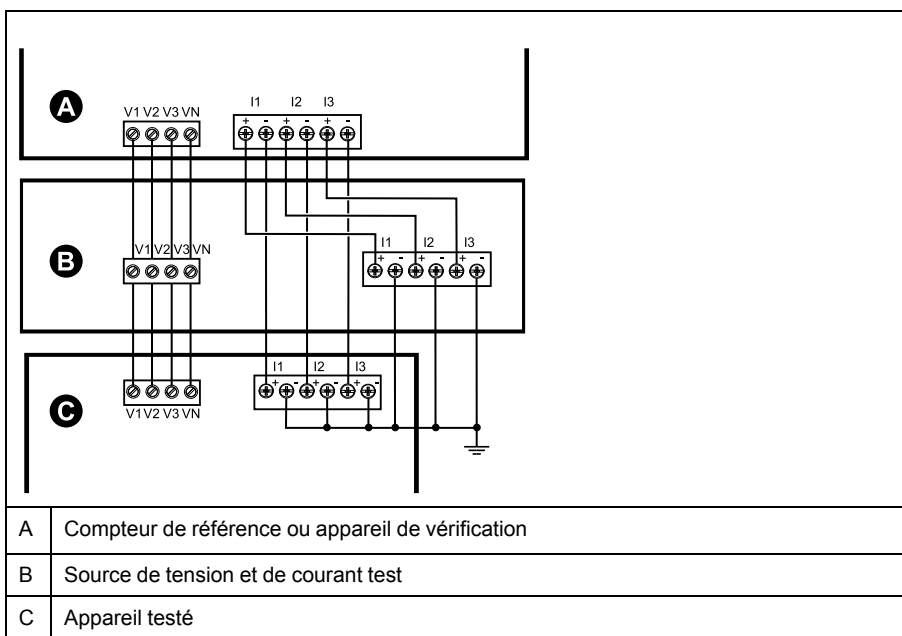 A
V1 V2 V3 VN
I1 I2 I3
+ - + - + -
B
V1 V2 V3 VN
I1 I2 I3
+ - + - + -
C
I1 I2 I3
+ - + - + -
V1 V2 V3 VN
A Compteur de référence ou appareil de vérification
B Source de tension et de courant test
C Appareil testé